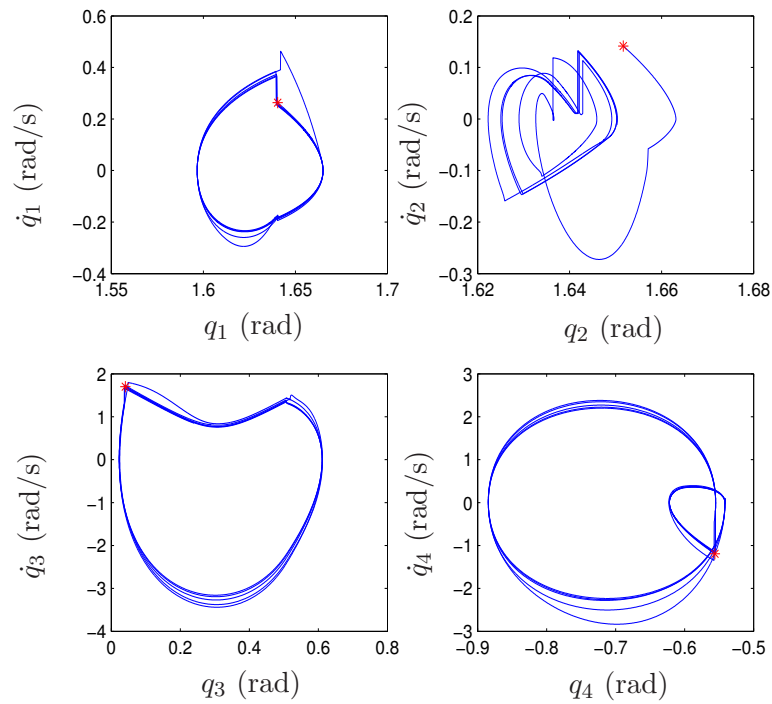 0.6
0.4
0.2
0
−0.2
−0.4
1.55 1.6 1.65 1.7
q̇1 (rad/s)
q1 (rad)
0.2
0.1
0
−0.1
−0.2
−0.3
1.62 1.64 1.66 1.68
q̇2 (rad/s)
q2 (rad)
2
1
0
−1
−2
−3
−4
0 0.2 0.4 0.6 0.8
q̇3 (rad/s)
q3 (rad)
3
2
1
0
−1
−2
−3
−0.9 −0.8 −0.7 −0.6 −0.5
q̇4 (rad/s)
q4 (rad)